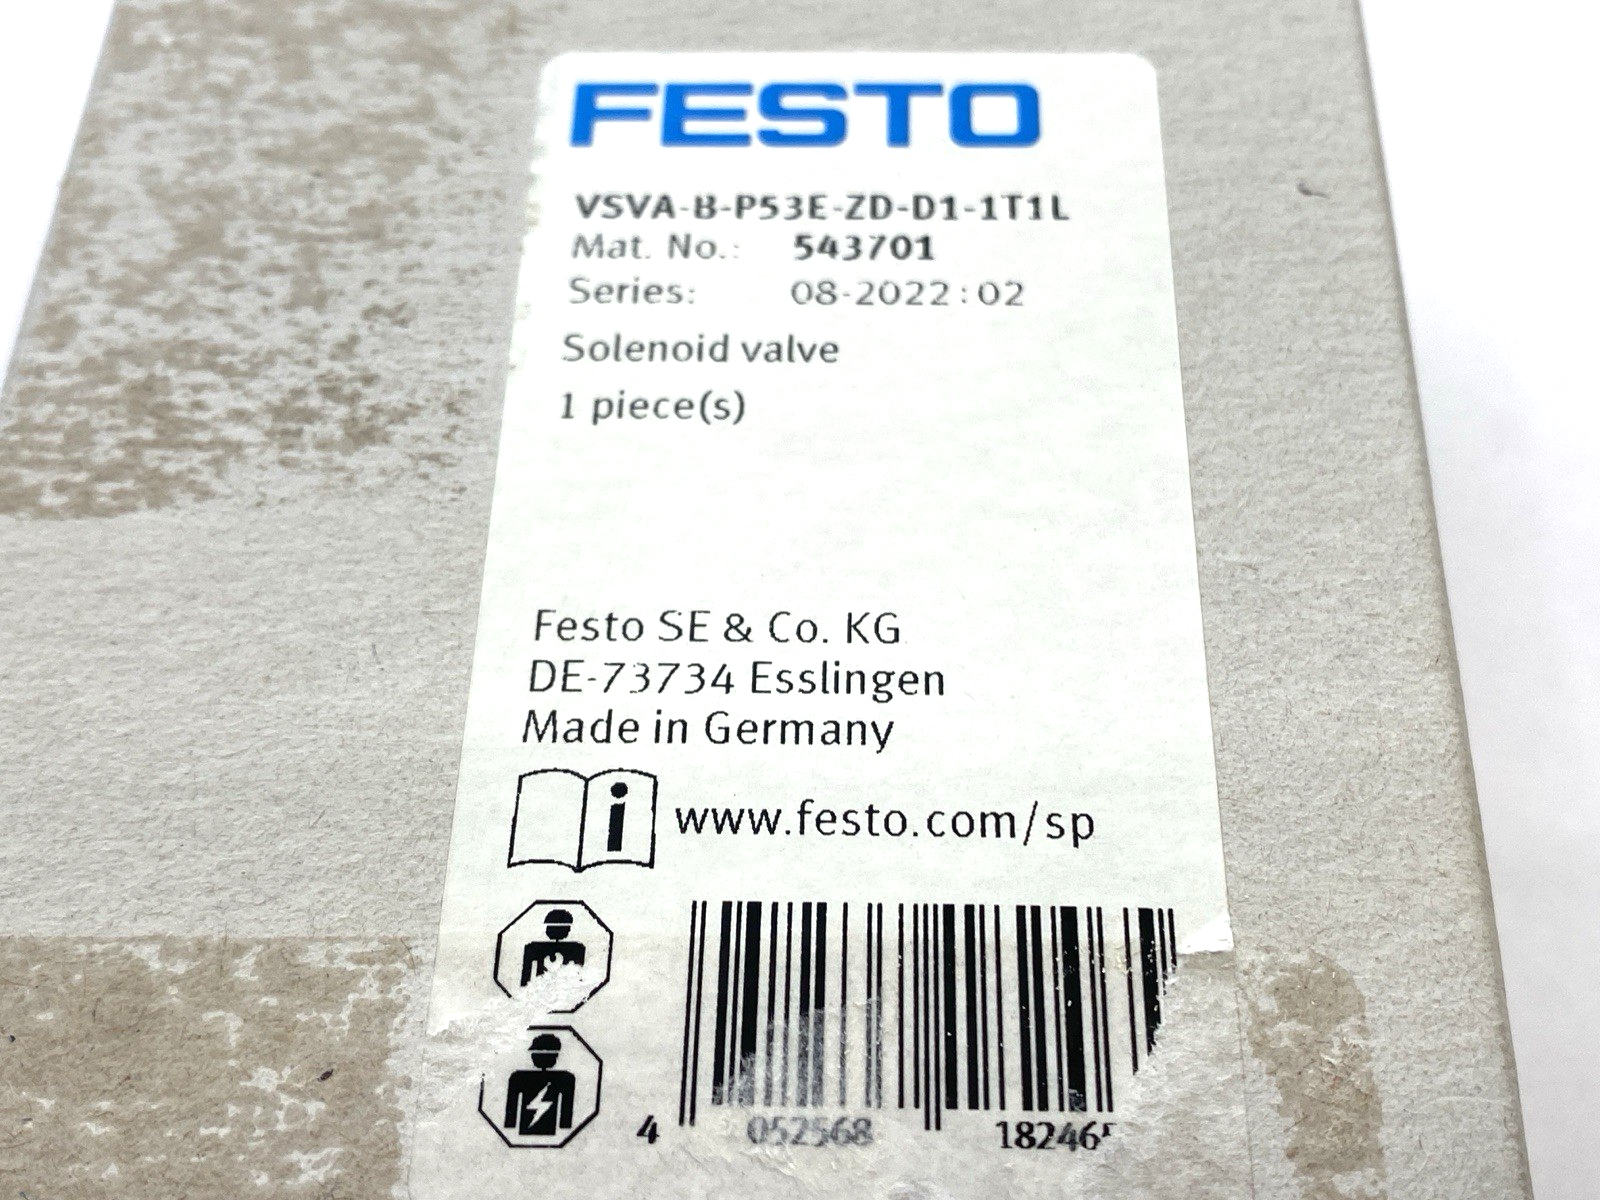 FESTO
VSVA-B-P53E-ZD-D1-1T1L
Mat. No.: 543701
Series: 08-2022:02
Solenoid valve
1 piece(s)
Festo SE & Co. KG
DE-73734 Esslingen
Made in Germany
i www.festo.com/sp
4 052568 18246